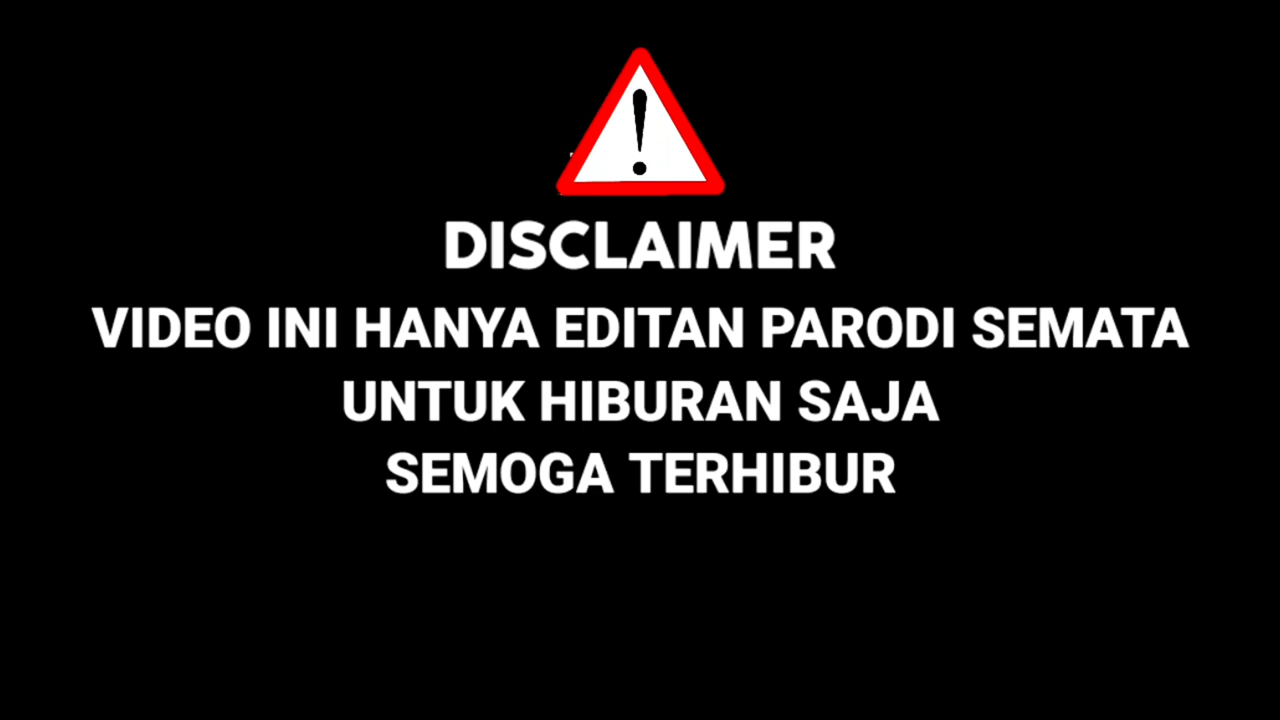 DISCLAIMER
VIDEO INI HANYA EDITAN PARODI SEMATA
UNTUK HIBURAN SAJA
SEMOGA TERHIBUR